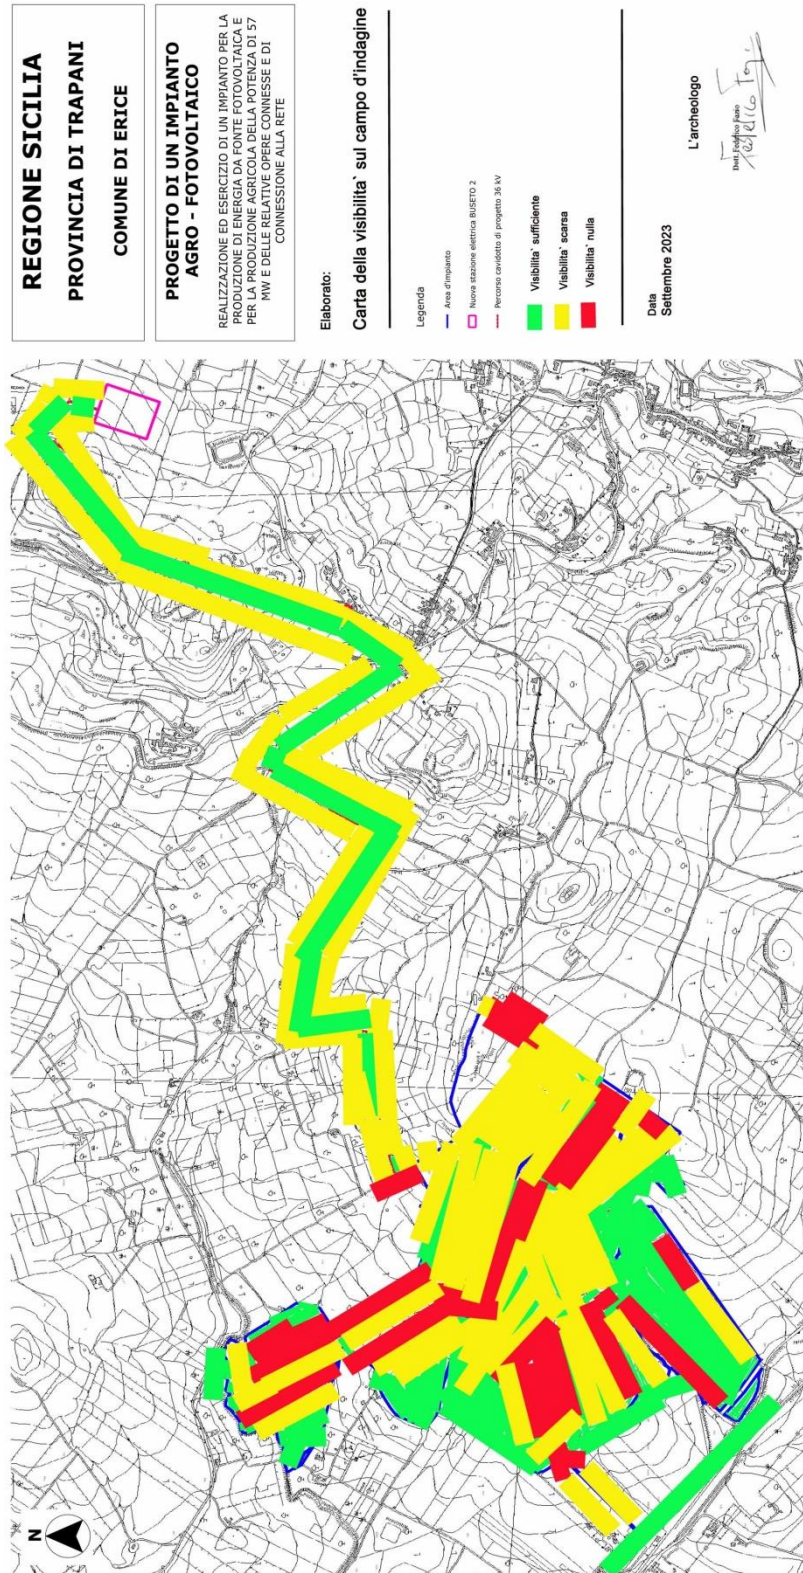 REGIONE SICILIA
PROVINCIA DI TRAPANI
COMUNE DI ERICE
PROGETTO DI UN IMPIANTO
AGRO - FOTOVOLTAICO
REALIZZAZIONE ED ESERCIZIO DI UN IMPIANTO PER LA
PRODUZIONE DI ENERGIA DA FONTE FOTOVOLTAICA E
PER LA PRODUZIONE AGRICOLA DELLA POTENZA DI 57
MW E DELLE RELATIVE OPERE CONNESSE E DI
CONNESSIONE ALLA RETE
Elaborato:
Carta della visibilita` sul campo d'indagine
Legenda
Area d'impianto
Nuova stazione elettrica BUSETO 2
Percorso cavidotto di progetto 36 kV
Visibilita` sufficiente
Visibilita` scarsa
Visibilita` nulla
Data
Settembre 2023
L'archeologo
Dott. Federico Fazio
N